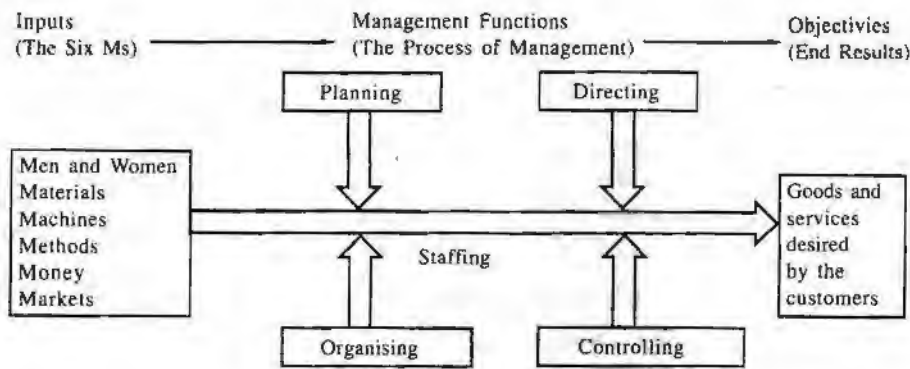 Inputs
(The Six Ms)
Management Functions
(The Process of Management)
Objectivies
(End Results)
Planning
Directing
Men and Women
Materials
Machines
Methods
Money
Markets
Staffing
Goods and
services
desired
by the
customers
Organising
Controlling